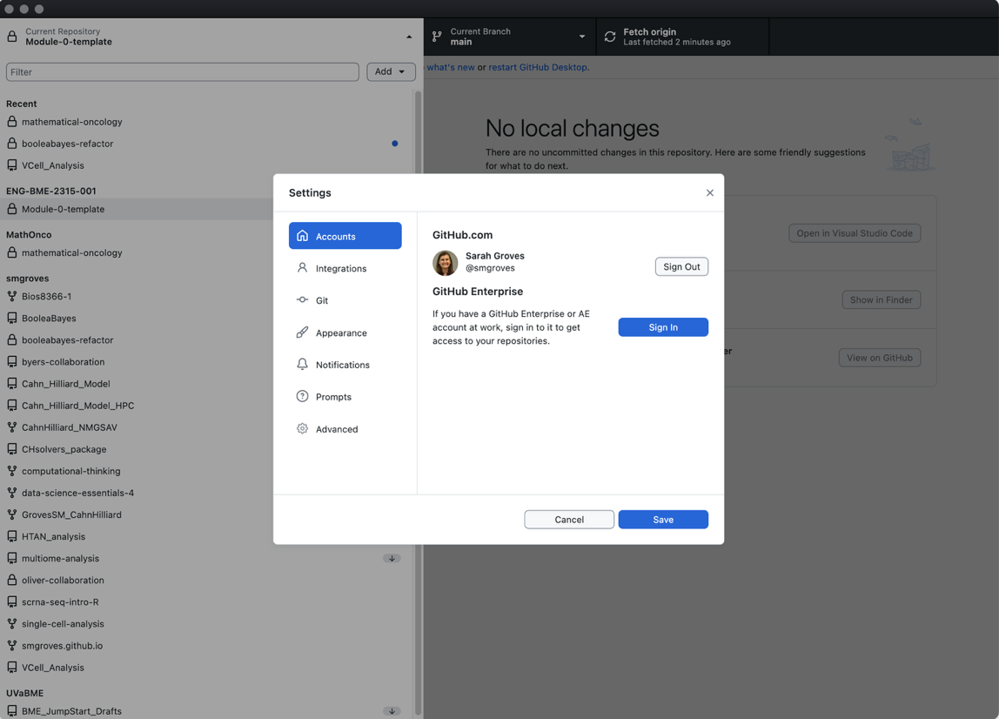 Current Repository
Module-0-template
Current Branch
main
Fetch origin
Last fetched 2 minutes ago
Filter
Add
what's new or restart GitHub Desktop.
Recent
mathematical-oncology
booleabayes-refactor
VCell_Analysis
ENG-BME-2315-001
Module-0-template
MathOnco
mathematical-oncology
smgroves
Bios8366-1
BooleaBayes
booleabayes-refactor
byers-collaboration
Cahn_Hilliard_Model
Cahn_Hilliard_Model_HPC
CahnHilliard_NMGSAV
CHsolvers_package
computational-thinking
data-science-essentials-4
GrovesSM_CahnHilliard
HTAN_analysis
multiome-analysis
oliver-collaboration
scrna-seq-intro-R
single-cell-analysis
smgroves.github.io
VCell_Analysis
UVaBME
BME_JumpStart_Drafts
No local changes
There are no uncommitted changes in this repository. Here are some friendly suggestions
for what to do next.
Open in Visual Studio Code
Show in Finder
er
View on GitHub
Settings
Accounts
Integrations
Git
Appearance
Notifications
Prompts
Advanced
GitHub.com
Sarah Groves
@smgroves
Sign Out
GitHub Enterprise
If you have a GitHub Enterprise or AE
account at work, sign in to it to get
access to your repositories.
Sign In
Cancel
Save